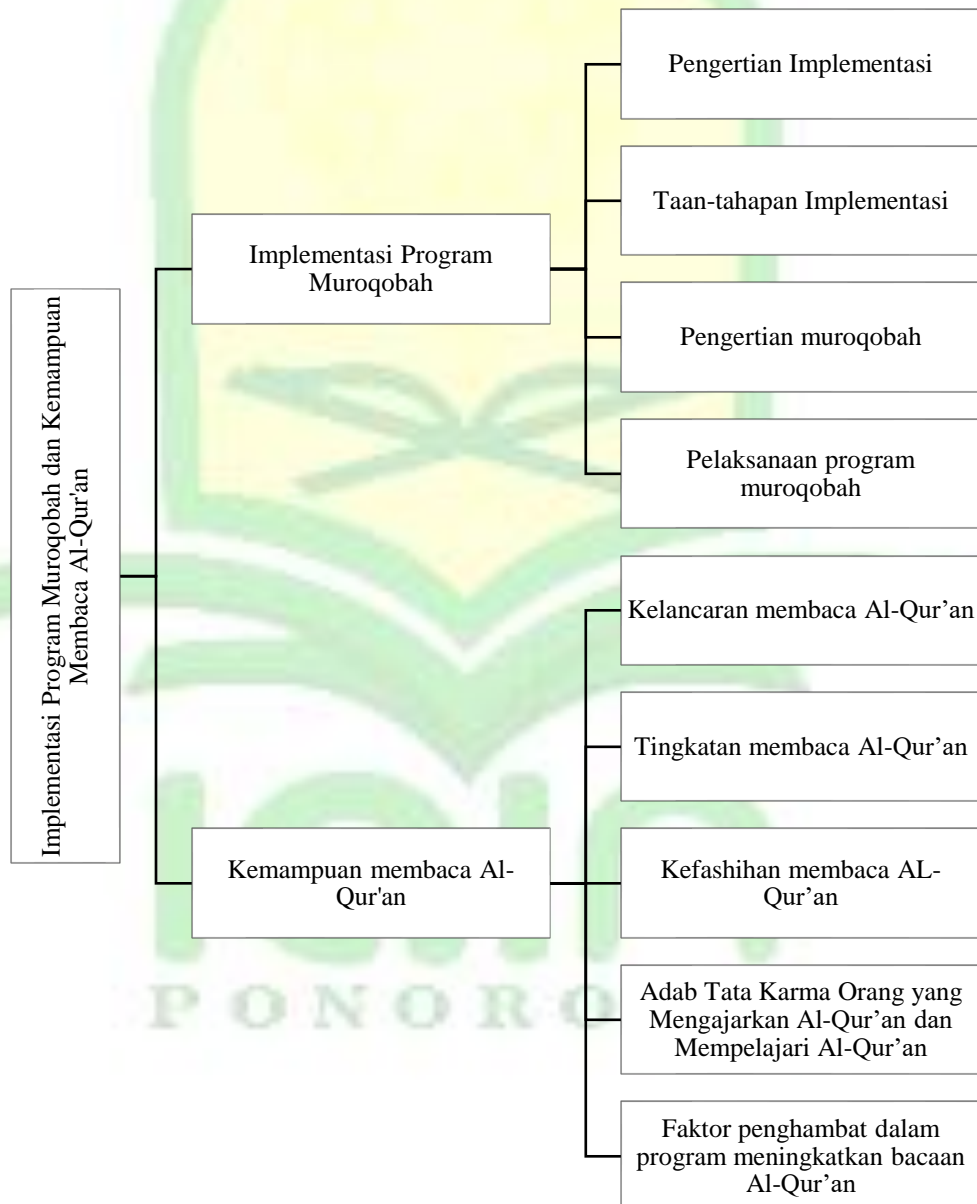 Implementasi Program Muroqobah dan Kemampuan
Membaca Al-Qur'an
Implementasi Program
Muroqobah
Pengertian Implementasi
Taan-tahapan Implementasi
Pengertian muroqobah
Pelaksanaan program
muroqobah
Kemampuan membaca Al-
Qur'an
Kelancaran membaca Al-Qur’an
Tingkatan membaca Al-Qur’an
Kefashihan membaca AL-
Qur’an
Adab Tata Karma Orang yang
Mengajarkan Al-Qur’an dan
Mempelajari Al-Qur’an
Faktor penghambat dalam
program meningkatkan bacaan
Al-Qur’an
iain
PONORO